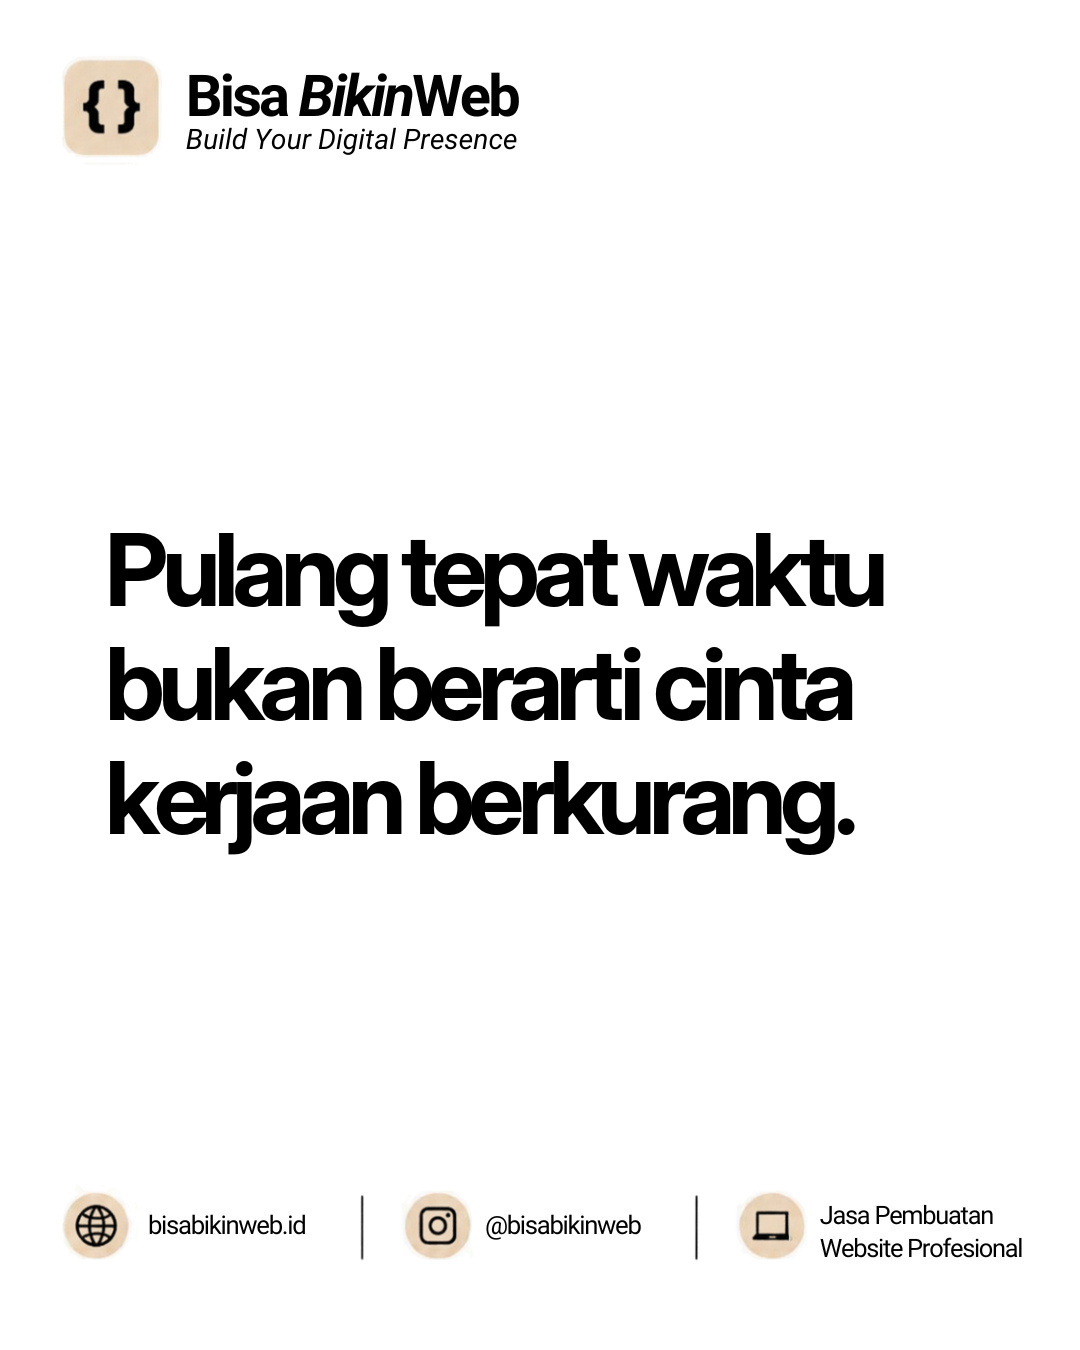 { }
Bisa BikinWeb
Build Your Digital Presence
Pulang tepat waktu
bukan berarti cinta
kerjaan berkurang.
bisabikinweb.id
@bisabikinweb
Jasa Pembuatan
Website Profesional